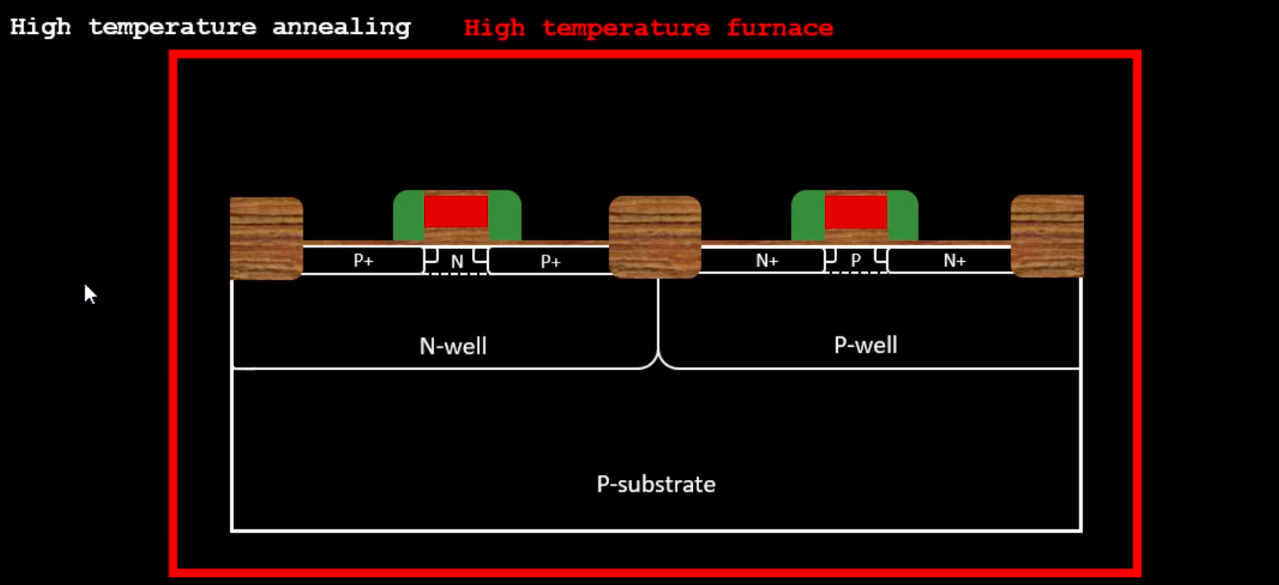 High temperature annealing High temperature furnace
P+ N P+ N+ P N+
N-well P-well
P-substrate